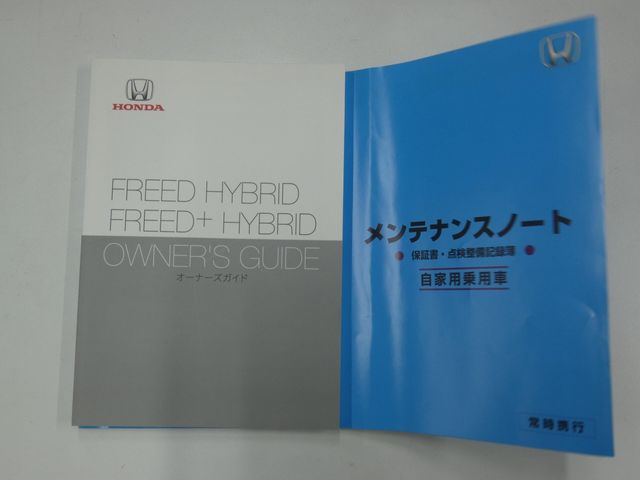 HONDA
FREED HYBRID
FREED+ HYBRID
OWNER'S GUIDE
オーナーズガイド
メンテナンスノート
保証書・点検整備記録簿
自家用乗用車
常時携行